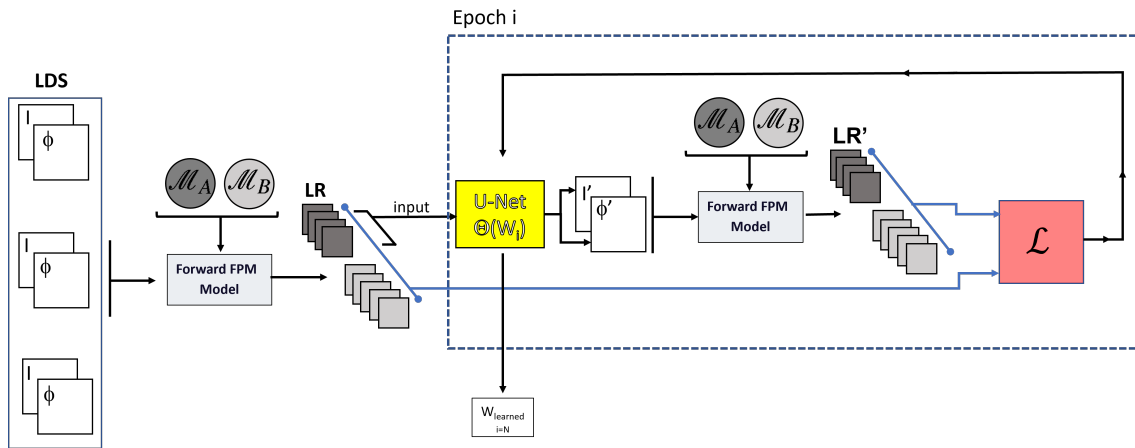 Epoch i
LDS
I
ϕ
ℳA ℳB
Forward FPM
Model
I
ϕ
I
ϕ
LR
input
U-Net
Θ(Wi)
I'
ϕ'
ℳA ℳB
Forward FPM
Model
LR'
ℒ
Wlearned
i=N